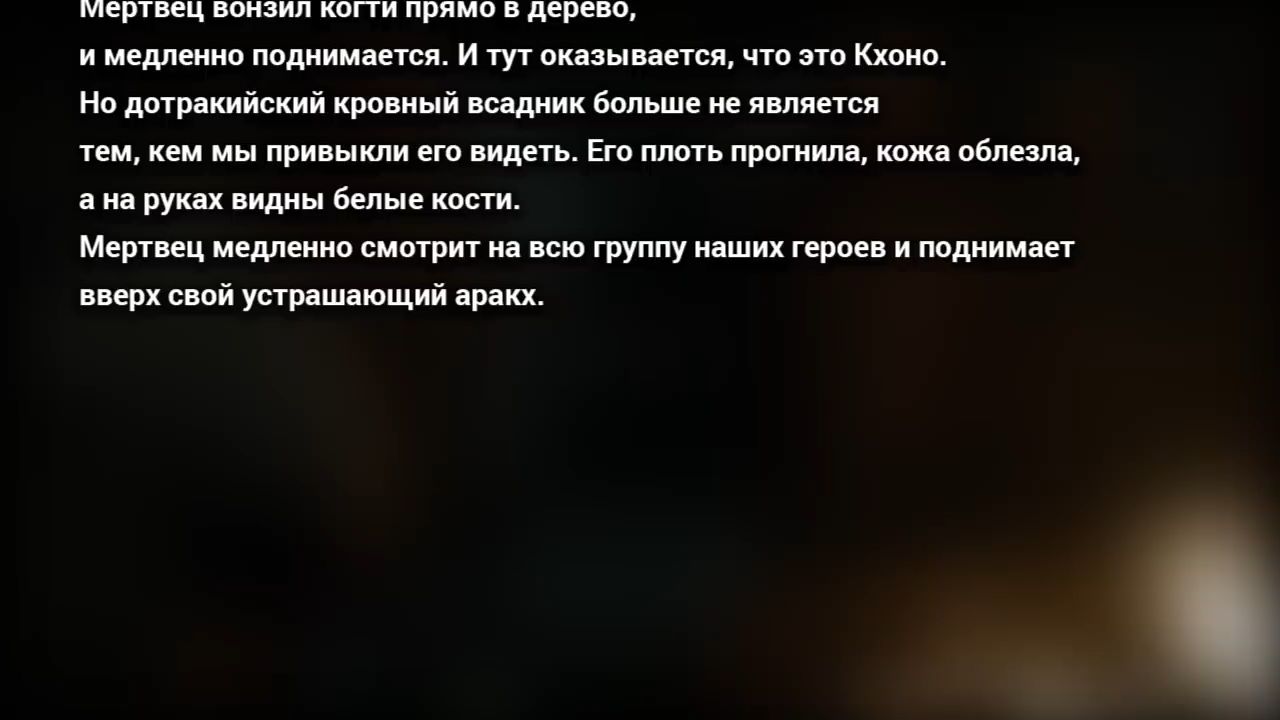 Мертвец вонзил когти прямо в дерево,
и медленно поднимается. И тут оказывается, что это Кхоно.
Но дотракийский кровный всадник больше не является
тем, кем мы привыкли его видеть. Его плоть прогнила, кожа облезла,
а на руках видны белые кости.
Мертвец медленно смотрит на всю группу наших героев и поднимает
вверх свой устрашающий аракх.